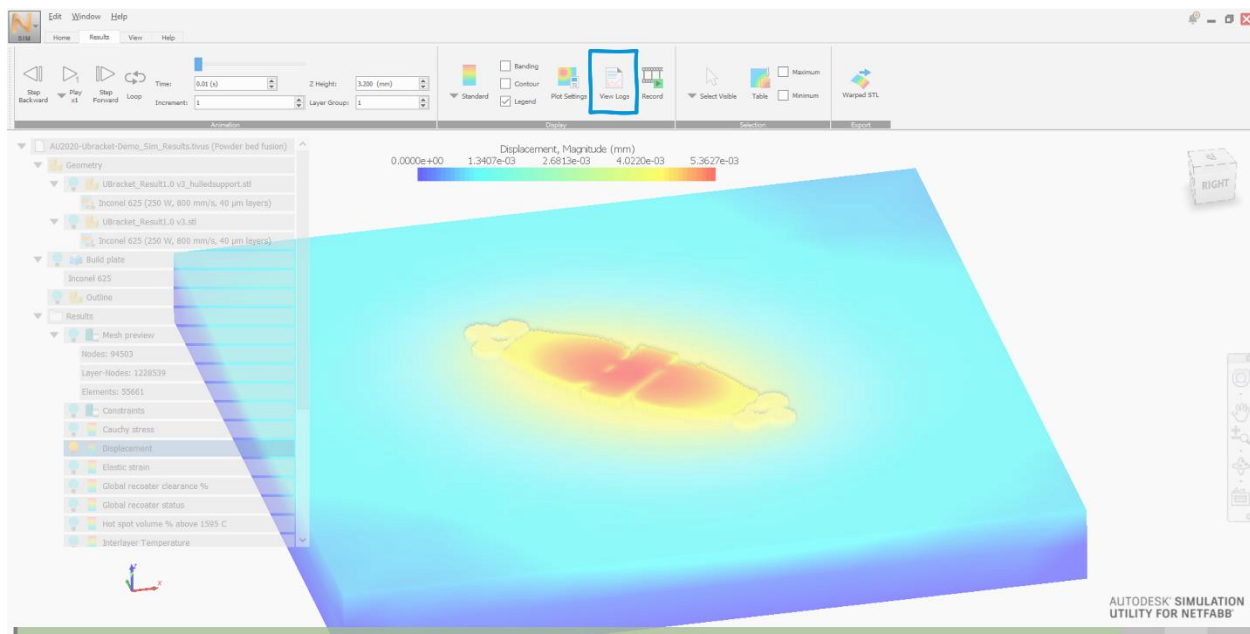 Edit Window Help
SIM Home Results View Help
Step Backward
Play x1
Step Forward
Loop
Time: 0.01 (s)
Increment: 1
Z Height: 3.200 (mm)
Layer Group: 1
Animation
Standard
Banding
Contour
Legend
Plot Settings
View Logs
Record
Display
Select Visible
Table
Maximum
Minimum
Selection
Warped STL
Export
AU2020-Ubracket-Demo_Sim_Results.tivus (Powder bed fusion)
Geometry
UBracket_Result1.0 v3_hulledsupport.stl
Inconel 625 (250 W, 800 mm/s, 40 µm layers)
UBracket_Result1.0 v3.stl
Inconel 625 (250 W, 800 mm/s, 40 µm layers)
Build plate
Inconel 625
Outline
Results
Mesh preview
Nodes: 94503
Layer-Nodes: 1228539
Elements: 55661
Constraints
Cauchy stress
Displacement
Elastic strain
Global recoater clearance %
Global recoater status
Hot spot volume % above 1595 C
Interlayer Temperature
Displacement, Magnitude (mm)
0.0000e+00 1.3407e-03 2.6813e-03 4.0220e-03 5.3627e-03
RIGHT
z
x
AUTODESK® SIMULATION
UTILITY FOR NETFABB®